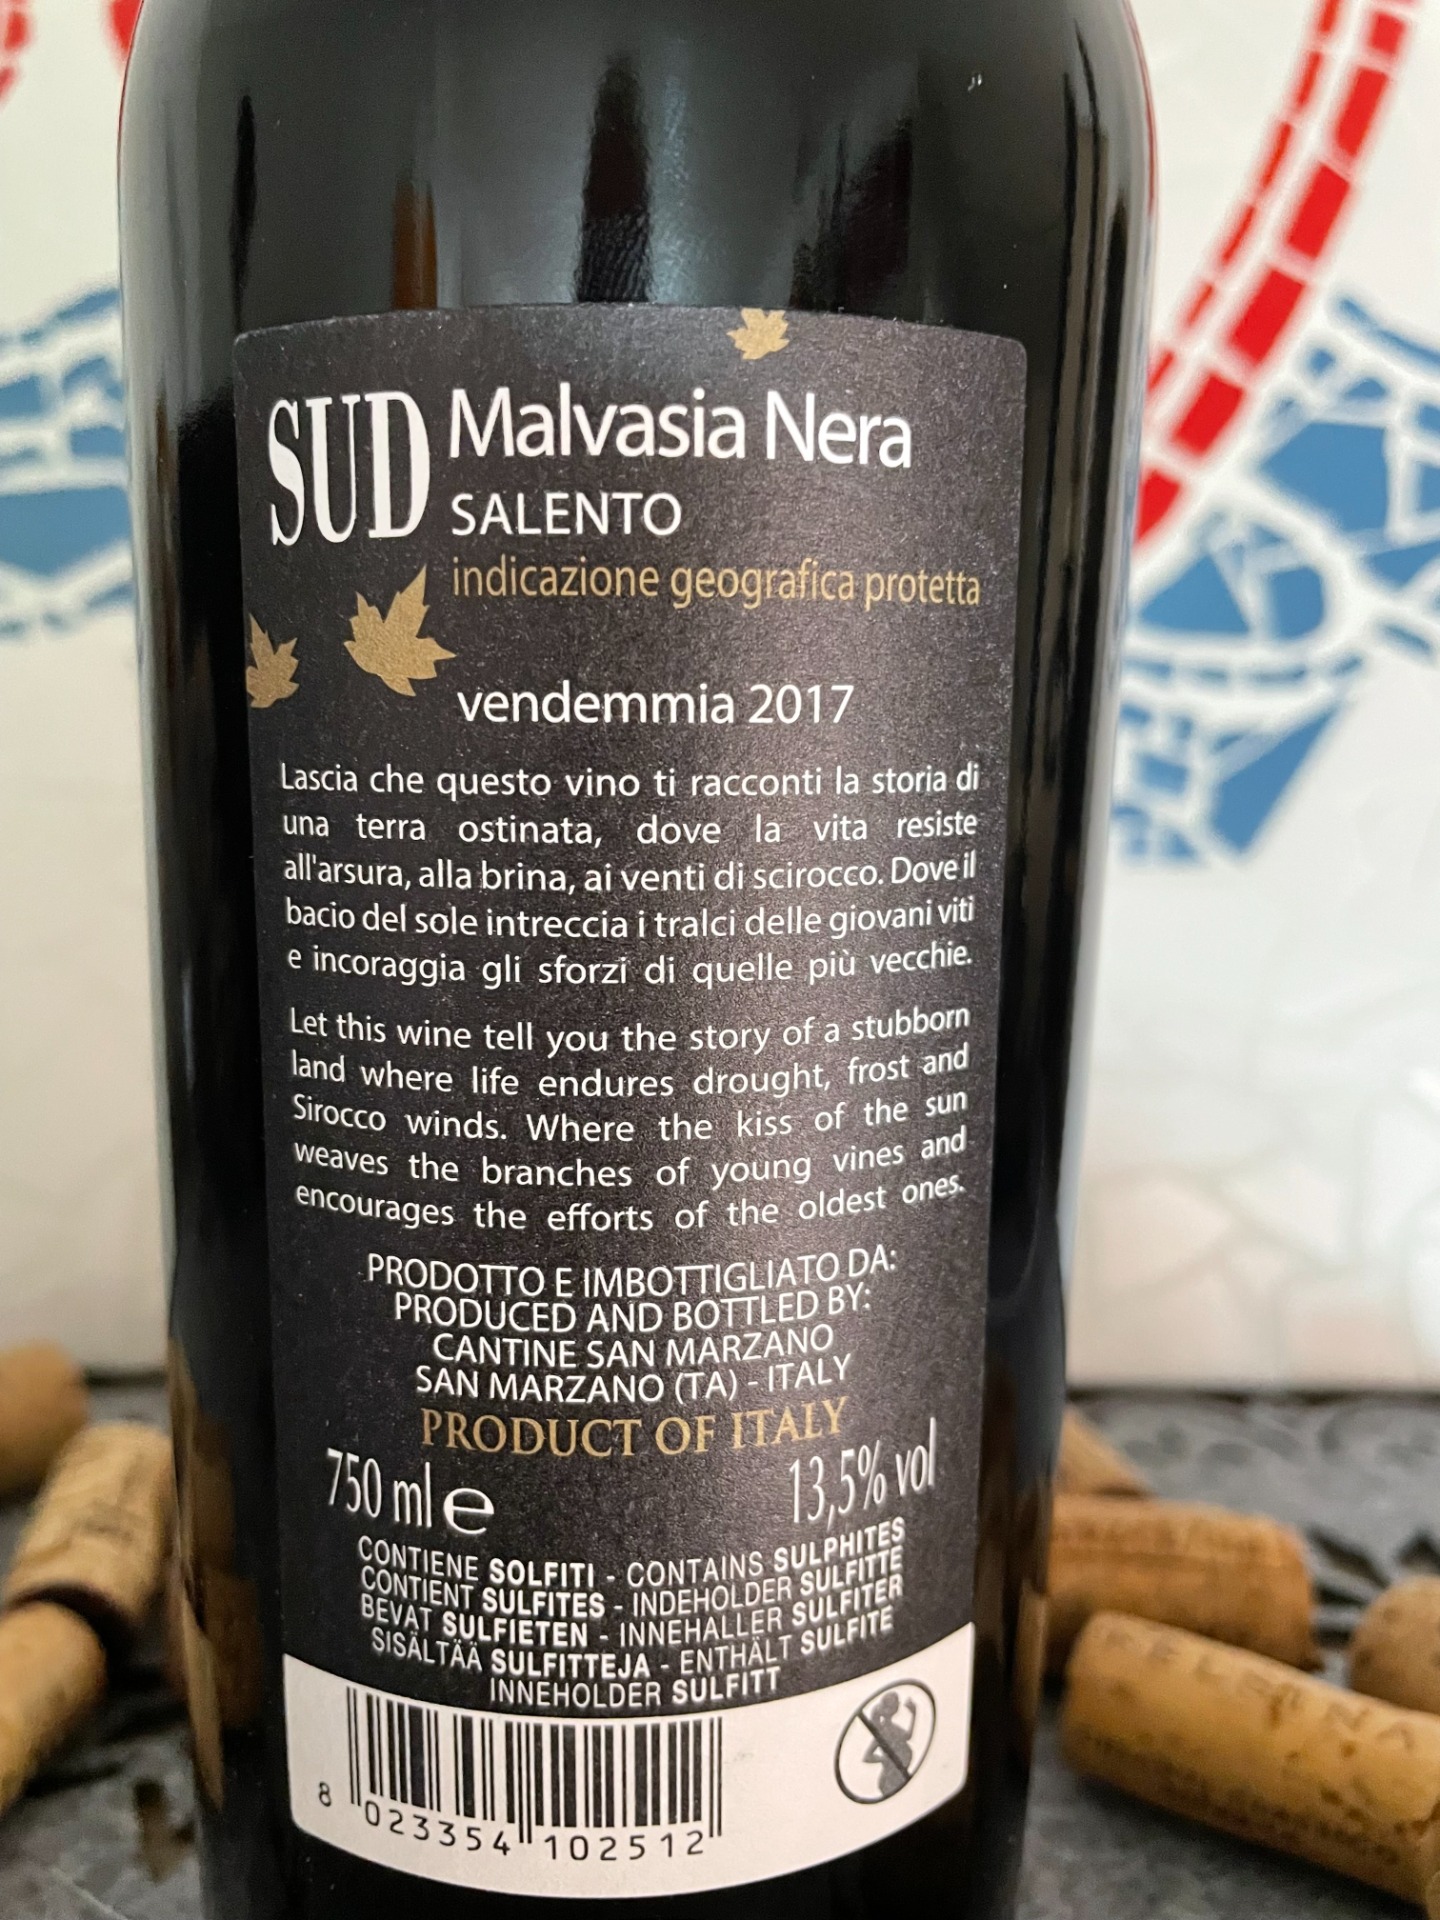 SUD Malvasia Nera
SALENTO
indicazione geografica protetta
vendemmia 2017
Lascia che questo vino ti racconti la storia di
una terra ostinata, dove la vita resiste
all'arsura, alla brina, ai venti di scirocco. Dove il
bacio del sole intreccia i tralci delle giovani viti
e incoraggia gli sforzi di quelle più vecchie.
Let this wine tell you the story of a stubborn
land where life endures drought, frost and
Sirocco winds. Where the kiss of the sun
weaves the branches of young vines and
encourages the efforts of the oldest ones.
PRODOTTO E IMBOTTIGLIATO DA:
PRODUCED AND BOTTLED BY:
CANTINE SAN MARZANO
SAN MARZANO (TA) - ITALY
PRODUCT OF ITALY
750 ml e 13,5% vol
CONTIENE SOLFITI - CONTAINS SULPHITES
CONTIENT SULFITES - INDEHOLDER SULFITTE
BEVAT SULFIETEN - INNEHALLER SULFITER
SISÄLTÄÄ SULFITTEJA - ENTHÄLT SULFITE
INNEHOLDER SULFITT
8 023354 102512